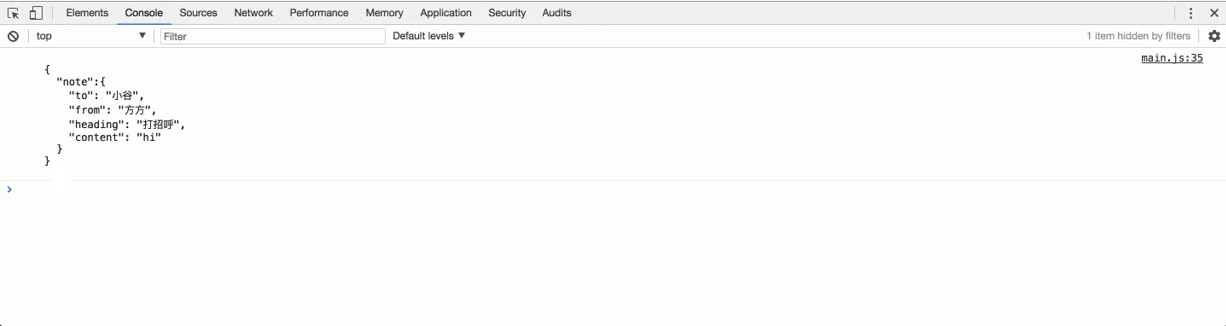 Elements Console Sources Network Performance Memory Application Security Audits
top Filter Default levels 1 item hidden by filters
main.js:35
{
"note":{
"to": "小谷",
"from": "方方",
"heading": "打招呼",
"content": "hi"
}
}